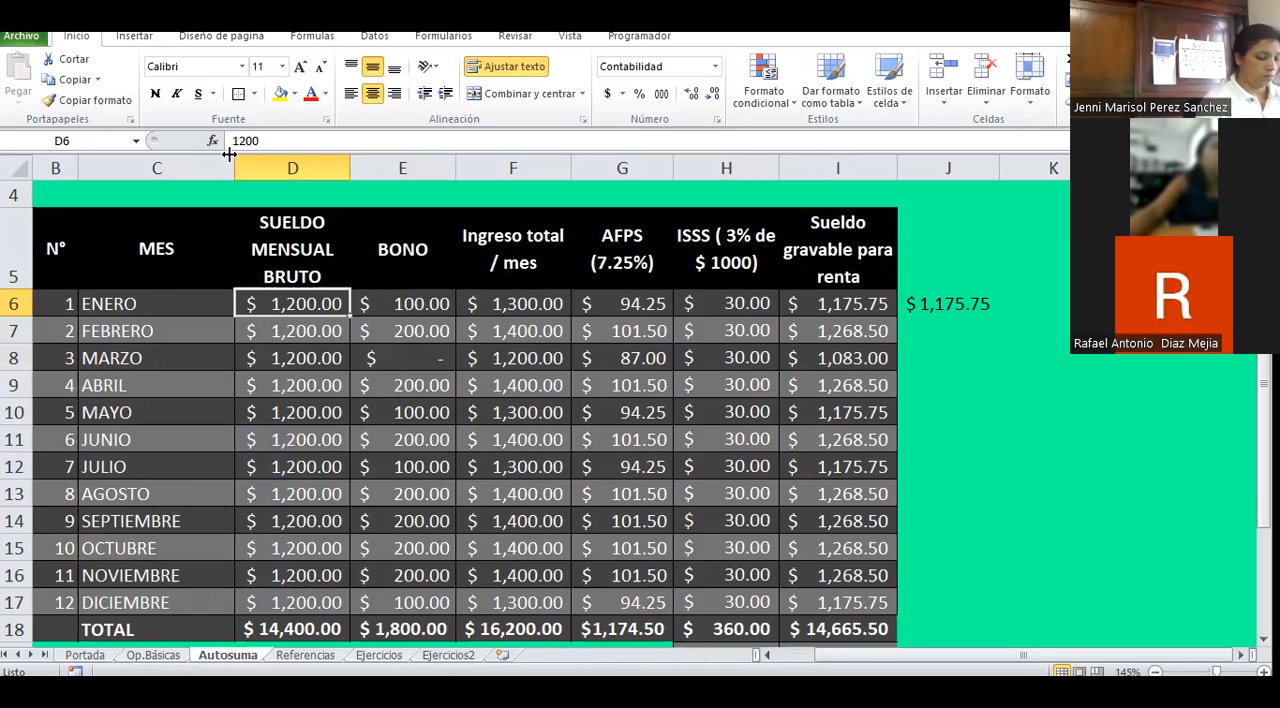 Archivo Inicio Insertar Diseño de página Fórmulas Datos Formularios Revisar Vista Programador
Cortar
Copiar
Copiar formato
Pegar
Portapapeles
Calibri 11
N K S
Fuente
Ajustar texto
Combinar y centrar
Alineación
Contabilidad
$ % 000
Número
Formato condicional
Dar formato como tabla
Estilos de celda
Estilos
Insertar Eliminar Formato
Celdas
Jenni Marisol Perez Sanchez
D6 fx 1200
B C D E F G H I J K
4
5 N° MES SUELDO MENSUAL BRUTO BONO Ingreso total / mes AFPS (7.25%) ISSS ( 3% de $ 1000) Sueldo gravable para renta
6 1 ENERO $ 1,200.00 $ 100.00 $ 1,300.00 $ 94.25 $ 30.00 $ 1,175.75 $ 1,175.75
7 2 FEBRERO $ 1,200.00 $ 200.00 $ 1,400.00 $ 101.50 $ 30.00 $ 1,268.50
8 3 MARZO $ 1,200.00 $ - $ 1,200.00 $ 87.00 $ 30.00 $ 1,083.00
9 4 ABRIL $ 1,200.00 $ 200.00 $ 1,400.00 $ 101.50 $ 30.00 $ 1,268.50
10 5 MAYO $ 1,200.00 $ 100.00 $ 1,300.00 $ 94.25 $ 30.00 $ 1,175.75
11 6 JUNIO $ 1,200.00 $ 200.00 $ 1,400.00 $ 101.50 $ 30.00 $ 1,268.50
12 7 JULIO $ 1,200.00 $ 100.00 $ 1,300.00 $ 94.25 $ 30.00 $ 1,175.75
13 8 AGOSTO $ 1,200.00 $ 200.00 $ 1,400.00 $ 101.50 $ 30.00 $ 1,268.50
14 9 SEPTIEMBRE $ 1,200.00 $ 200.00 $ 1,400.00 $ 101.50 $ 30.00 $ 1,268.50
15 10 OCTUBRE $ 1,200.00 $ 200.00 $ 1,400.00 $ 101.50 $ 30.00 $ 1,268.50
16 11 NOVIEMBRE $ 1,200.00 $ 200.00 $ 1,400.00 $ 101.50 $ 30.00 $ 1,268.50
17 12 DICIEMBRE $ 1,200.00 $ 100.00 $ 1,300.00 $ 94.25 $ 30.00 $ 1,175.75
18 TOTAL $ 14,400.00 $ 1,800.00 $ 16,200.00 $1,174.50 $ 360.00 $ 14,665.50
R
Rafael Antonio Diaz Mejia
Portada Op.Básicas Autosuma Referencias Ejercicios Ejercicios2
Listo 145%